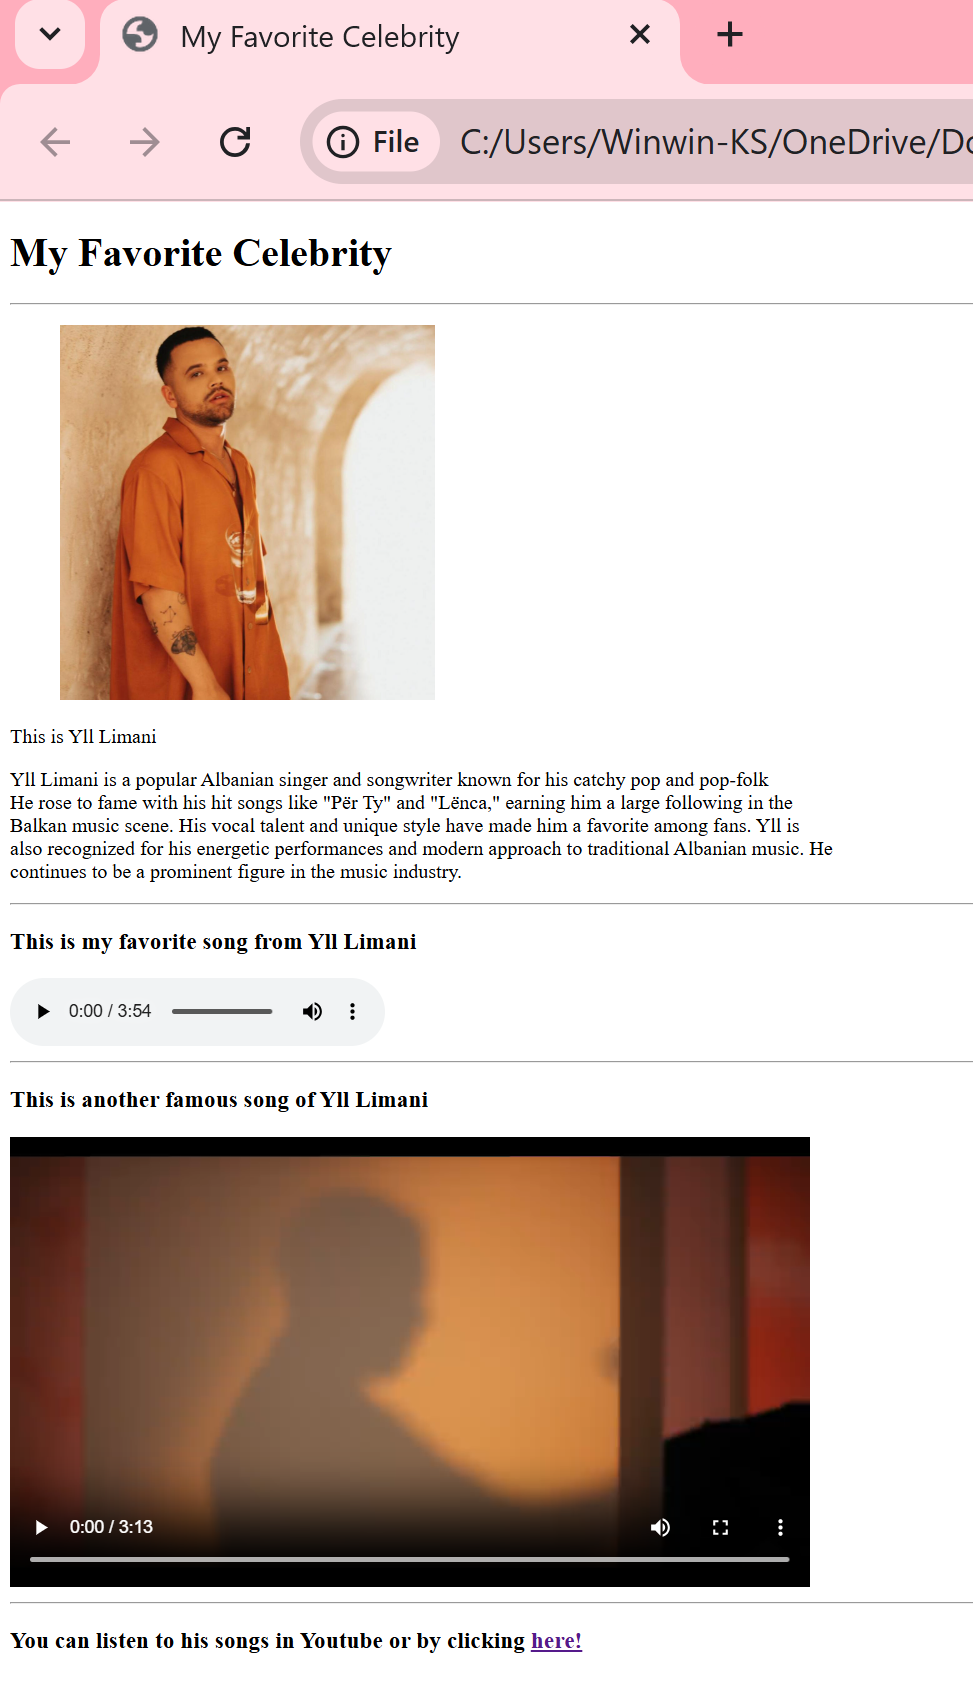 My Favorite Celebrity
File C:/Users/Winwin-KS/OneDrive/Do
My Favorite Celebrity
This is Yll Limani
Yll Limani is a popular Albanian singer and songwriter known for his catchy pop and pop-folk
He rose to fame with his hit songs like "Për Ty" and "Lënca," earning him a large following in the
Balkan music scene. His vocal talent and unique style have made him a favorite among fans. Yll is
also recognized for his energetic performances and modern approach to traditional Albanian music. He
continues to be a prominent figure in the music industry.
This is my favorite song from Yll Limani
0:00 / 3:54
This is another famous song of Yll Limani
0:00 / 3:13
You can listen to his songs in Youtube or by clicking here!